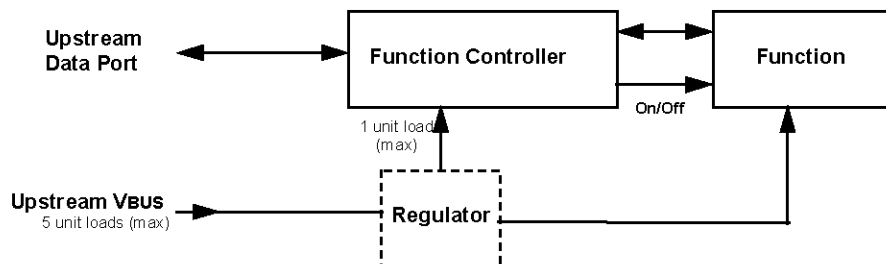 Upstream
Data Port
Function Controller
Function
On/Off
1 unit load
(max)
Upstream VBUS
5 unit loads (max)
Regulator